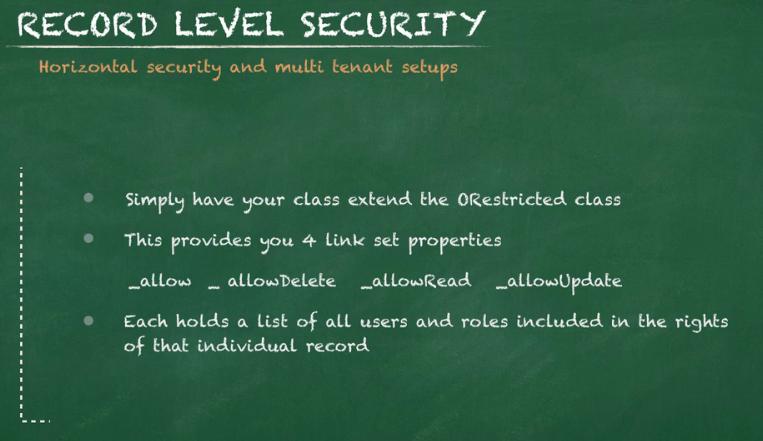 RECORD LEVEL SECURITY
Horizontal security and multi tenant setups
Simply have your class extend the ORestricted class
This provides you 4 link set properties
_allow _ allowDelete _allowRead _allowUpdate
Each holds a list of all users and roles included in the rights
of that individual record